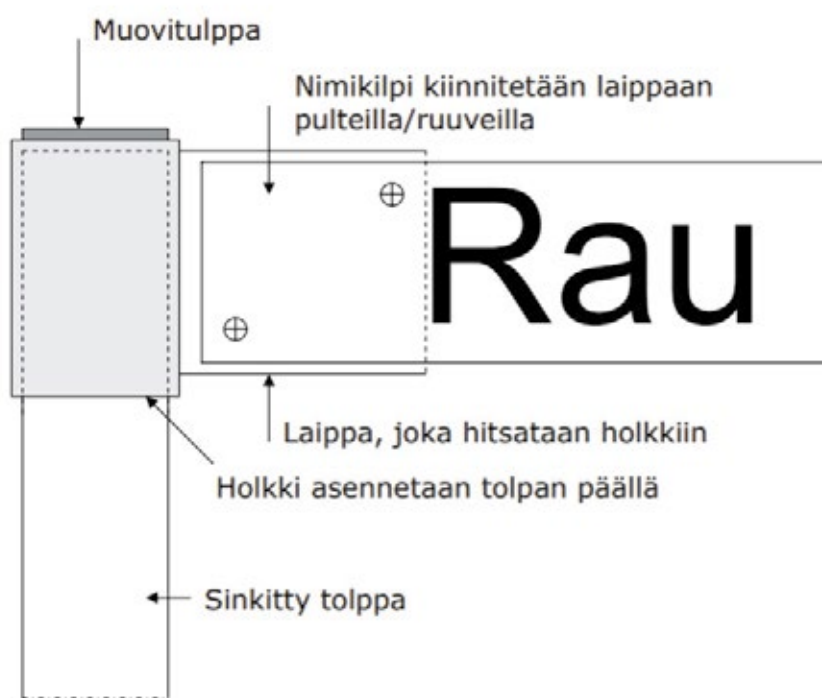 Muovitulppa
Nimikilpi kiinnitetään laippaan
pulteilla/ruuveilla
Rau
Laippa, joka hitsataan holkkiin
Holkki asennetaan tolpan päällä
Sinkitty tolppa